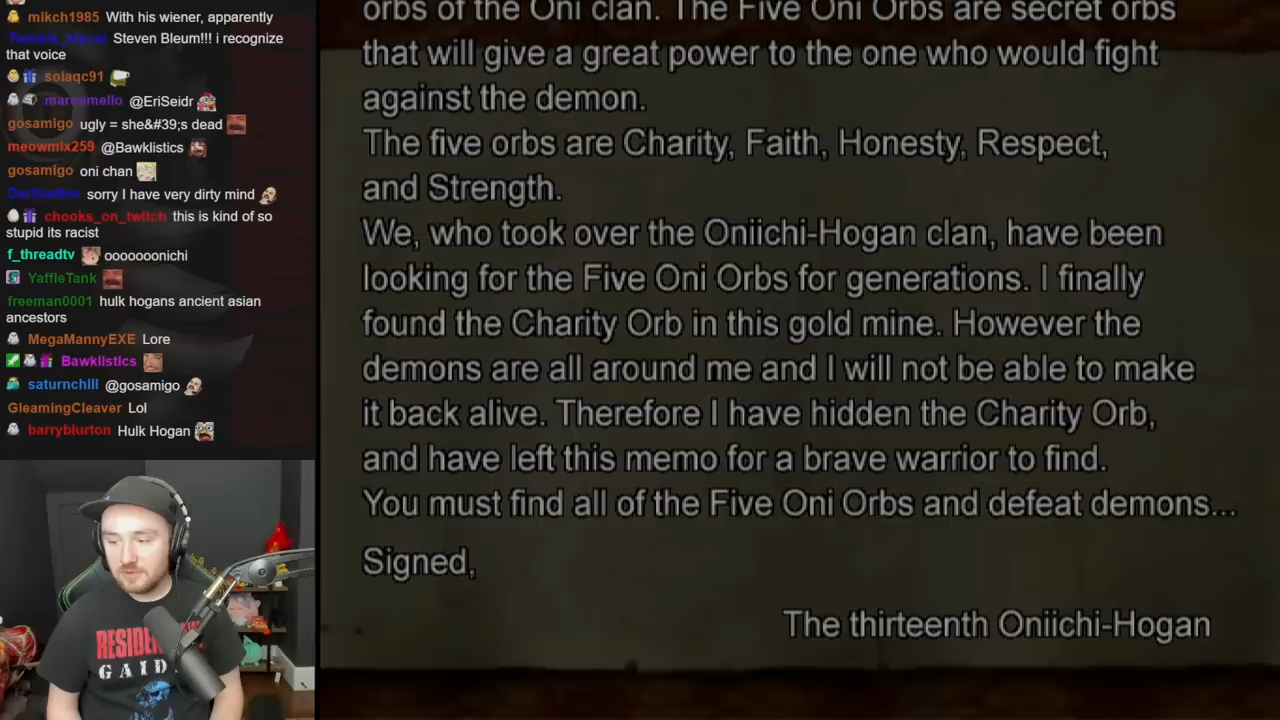 mikch1985 With his wiener, apparently
Twinkle_hipcat Steven Bleum!!! i recognize
that voice
solaqc91
marcomello @EriSeidr
gosamigo ugly = she&#39;s dead
meowmix259 @Bawklistics
gosamigo oni chan
sorry I have very dirty mind
chooks_on_twitch this is kind of so
stupid its racist
f_threadtv ooooooonichi
YaffleTank
freeman0001 hulk hogans ancient asian
ancestors
MegaMannyEXE Lore
Bawklistics
saturnchill @gosamigo
GleamingCleaver Lol
barryblurton Hulk Hogan
orbs of the Oni clan. The Five Oni Orbs are secret orbs
that will give a great power to the one who would fight
against the demon.
The five orbs are Charity, Faith, Honesty, Respect,
and Strength.
We, who took over the Oniichi-Hogan clan, have been
looking for the Five Oni Orbs for generations. I finally
found the Charity Orb in this gold mine. However the
demons are all around me and I will not be able to make
it back alive. Therefore I have hidden the Charity Orb,
and have left this memo for a brave warrior to find.
You must find all of the Five Oni Orbs and defeat demons...
Signed,
The thirteenth Oniichi-Hogan
RESIDE
GAID